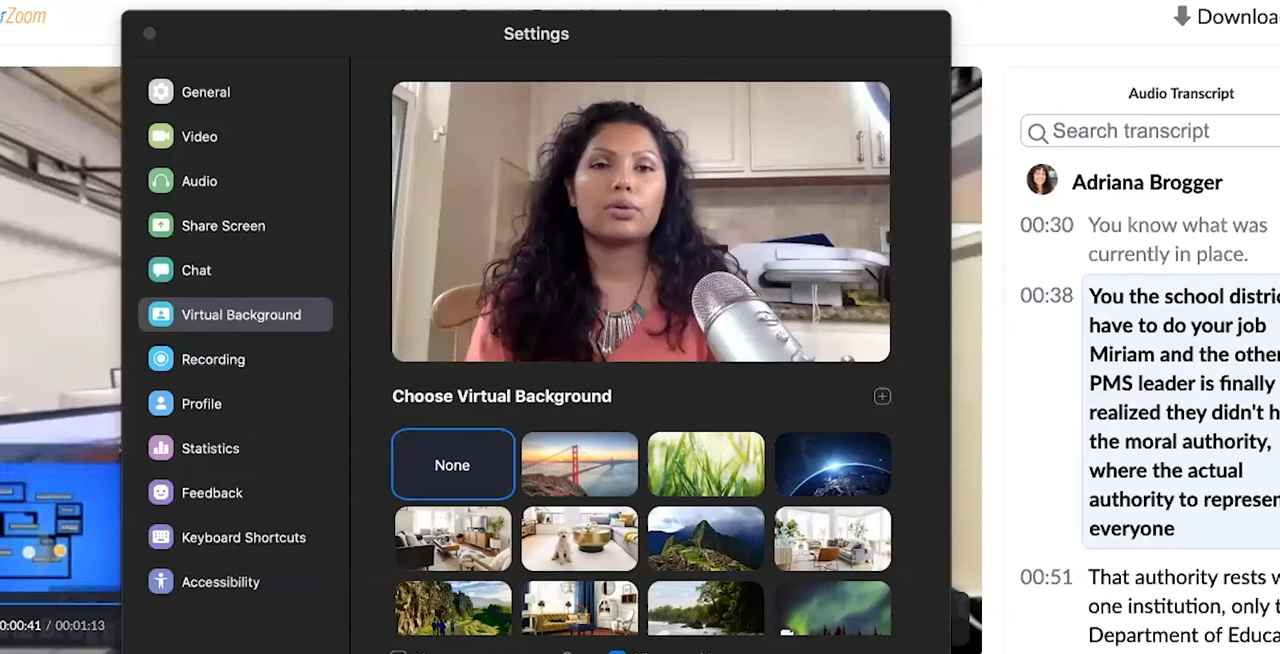 rZoom
Settings
General
Video
Audio
Share Screen
Chat
Virtual Background
Recording
Profile
Statistics
Feedback
Keyboard Shortcuts
Accessibility
Choose Virtual Background
None
0:00:41 / 00:01:13
Downloa
Audio Transcript
Search transcript
Adriana Brogger
00:30 You know what was
currently in place.
00:38 You the school distric
have to do your job
Miriam and the other
PMS leader is finally
realized they didn't h
the moral authority,
where the actual
authority to represen
everyone
00:51 That authority rests w
one institution, only t
Department of Educa